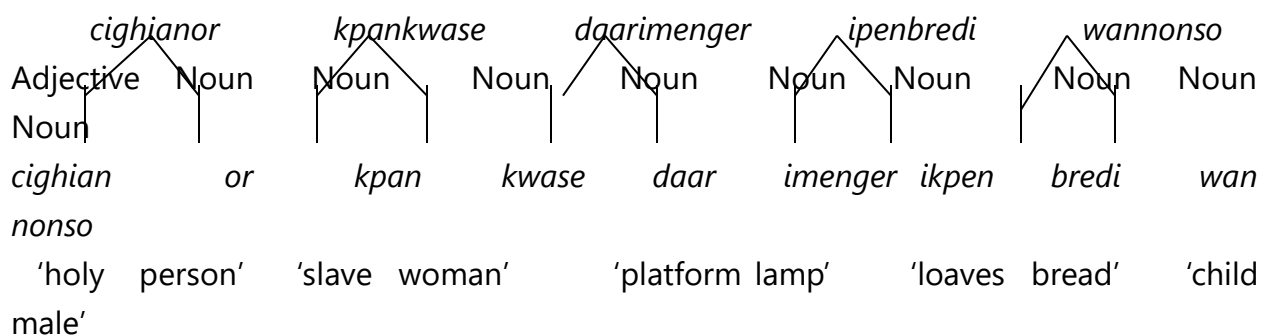 cighianor kpankwase daarimenger ipenbredi wannonso
Adjective Noun Noun Noun Noun Noun Noun Noun Noun
Noun
cighian or kpan kwase daar imenger ikpen bredi wan
nonso
‘holy person’ ‘slave woman’ ‘platform lamp’ ‘loaves bread’ ‘child
male’